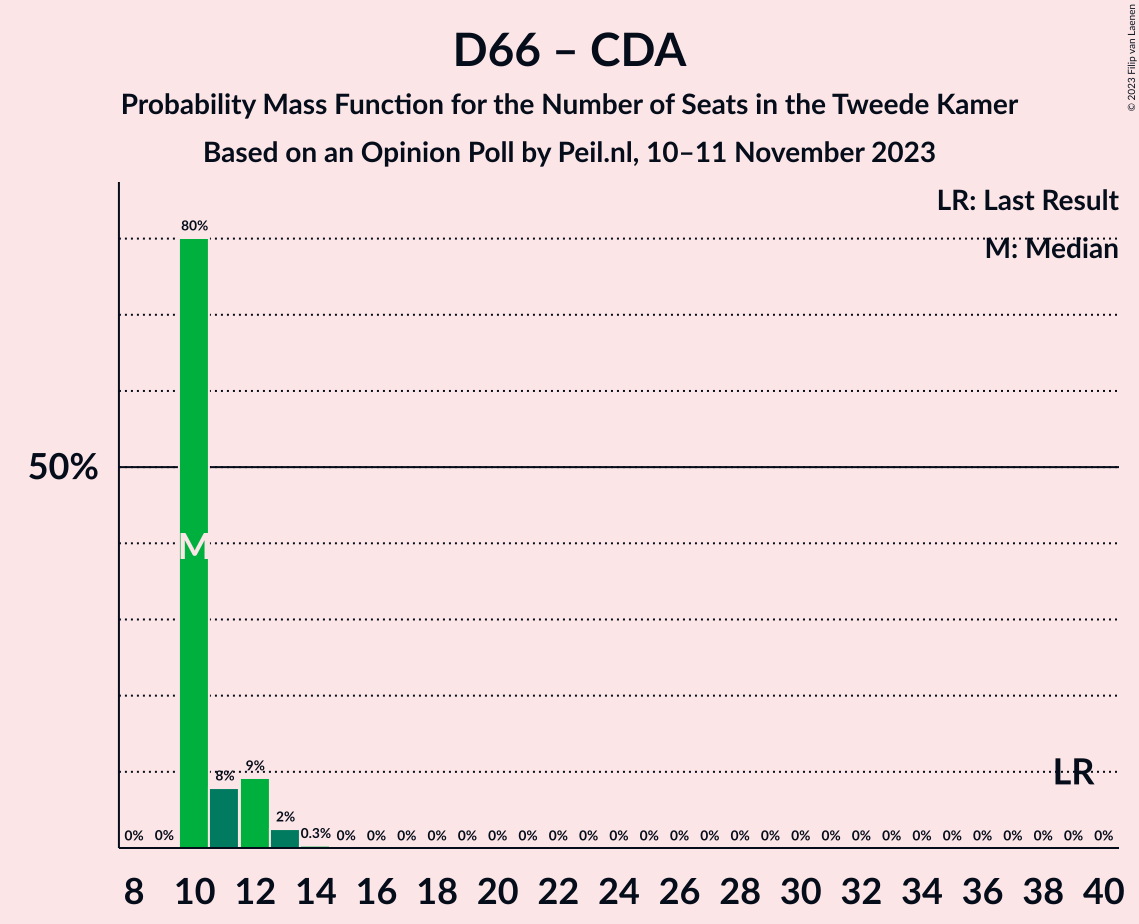 D66 – CDA
Probability Mass Function for the Number of Seats in the Tweede Kamer
Based on an Opinion Poll by Peil.nl, 10–11 November 2023
© 2023 Filip van Laenen
LR: Last Result
M: Median
80%
50%
M
9%
8%
LR
2%
0% 0% 0.3% 0% 0% 0% 0% 0% 0% 0% 0% 0% 0% 0% 0% 0% 0% 0% 0% 0% 0% 0% 0% 0% 0% 0% 0% 0% 0%
8 10 12 14 16 18 20 22 24 26 28 30 32 34 36 38 40